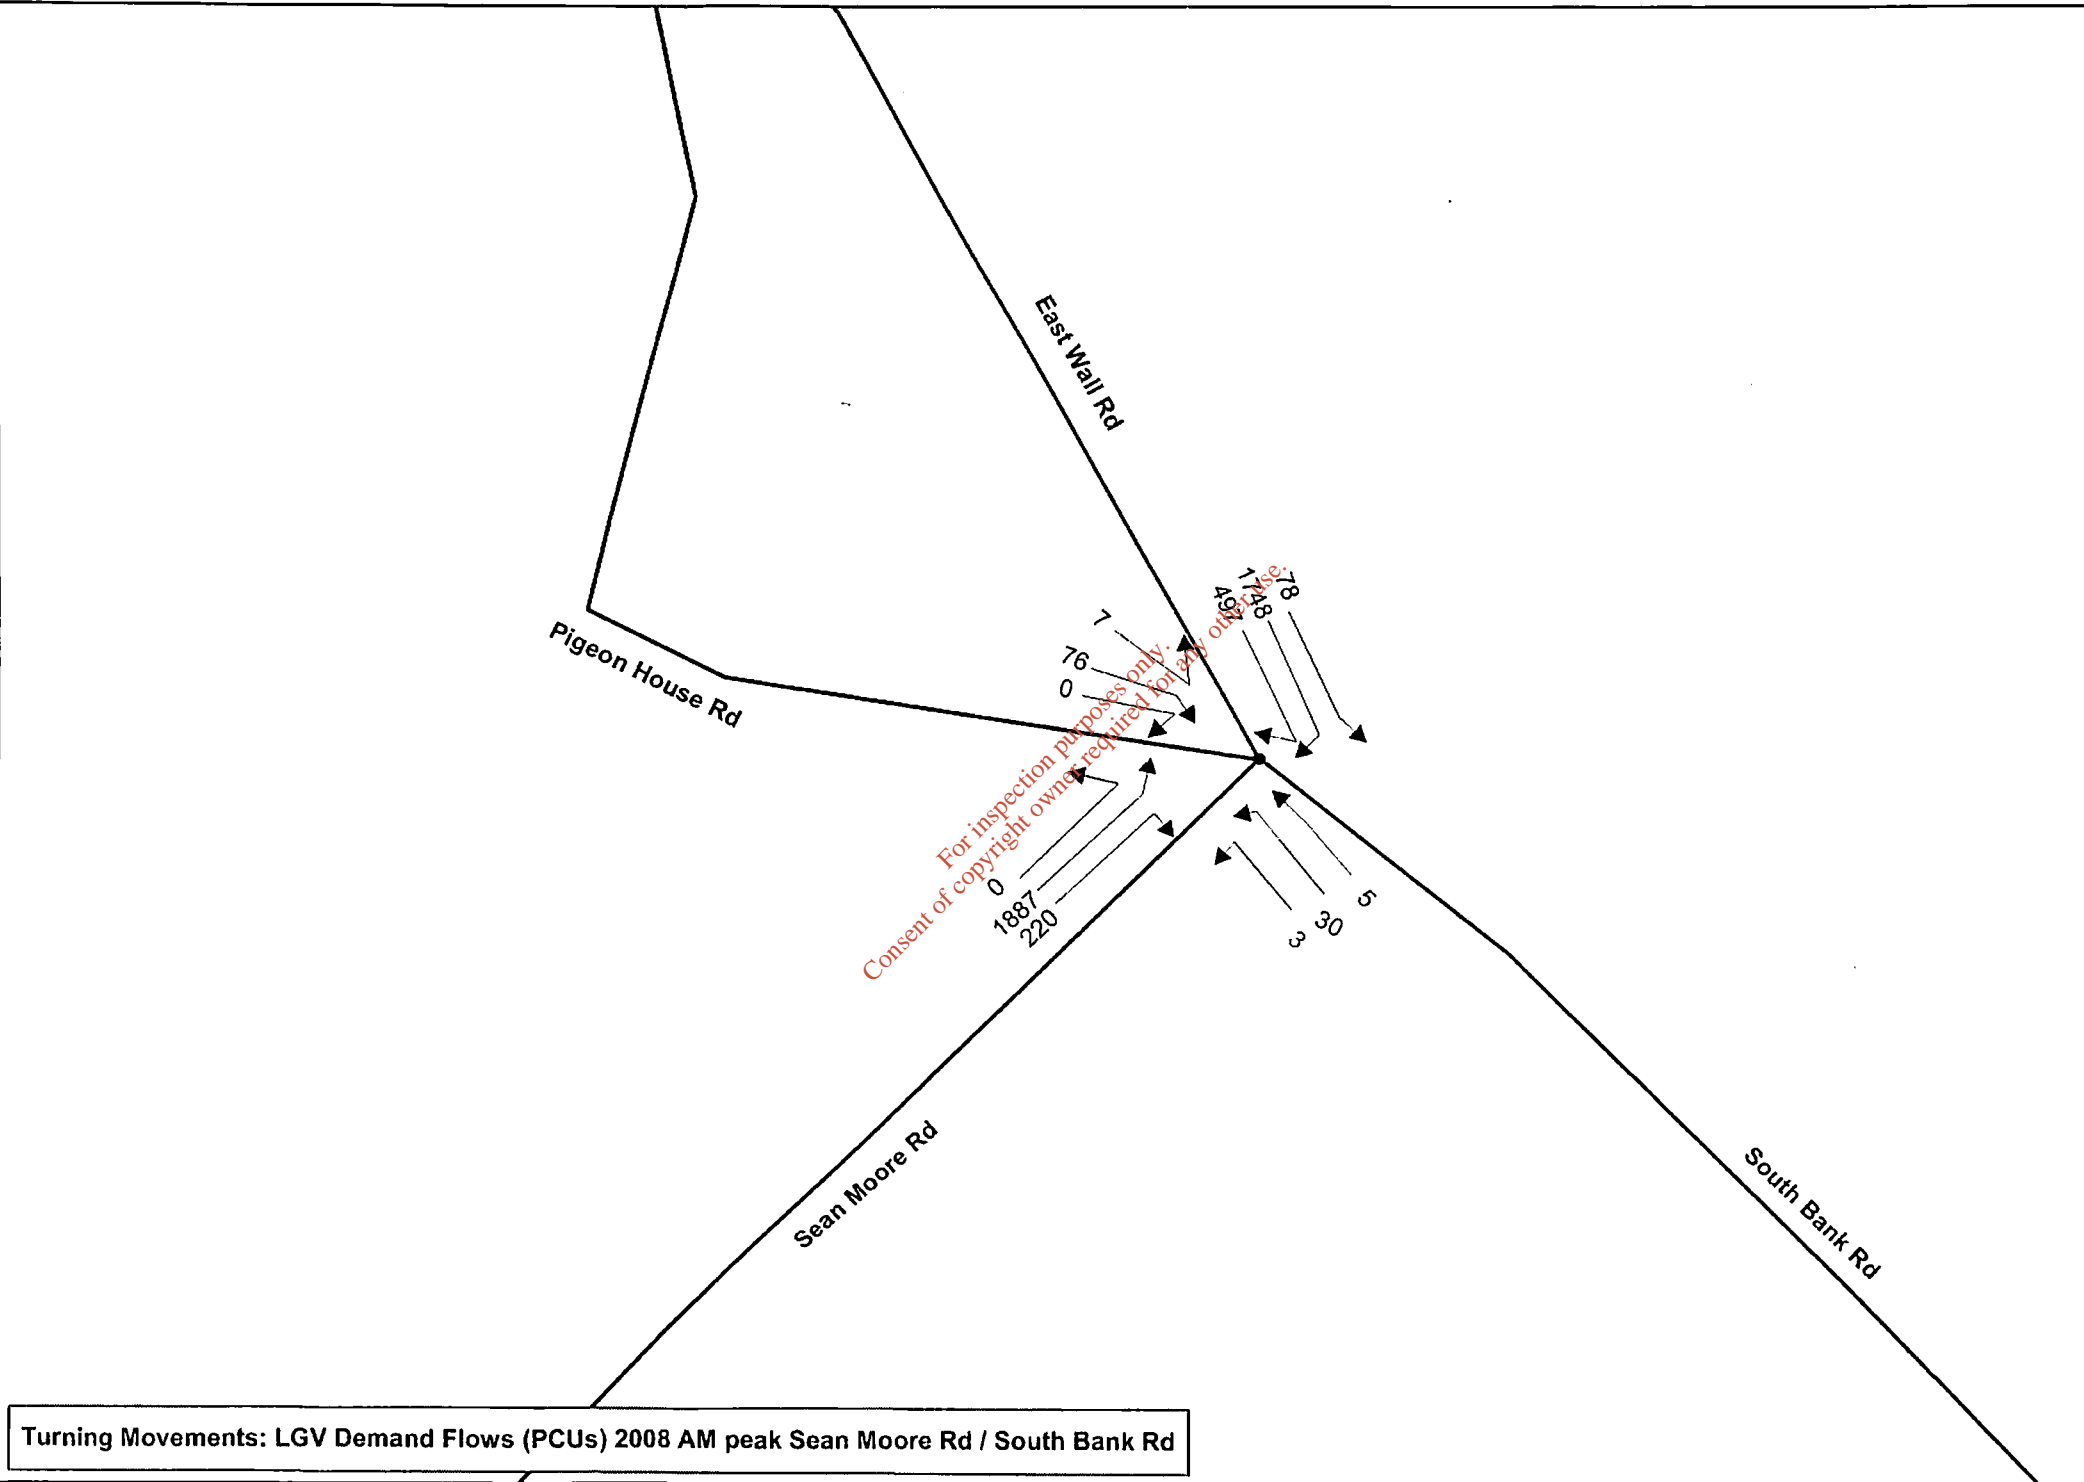 East Wall Rd
78
1748
7
76
0
Pigeon House Rd
For inspection purposes only.
Consent of copyright owner required for any other use.
0
1887
220
5
30
3
Sean Moore Rd
South Bank Rd
Turning Movements: LGV Demand Flows (PCUs) 2008 AM peak Sean Moore Rd / South Bank Rd